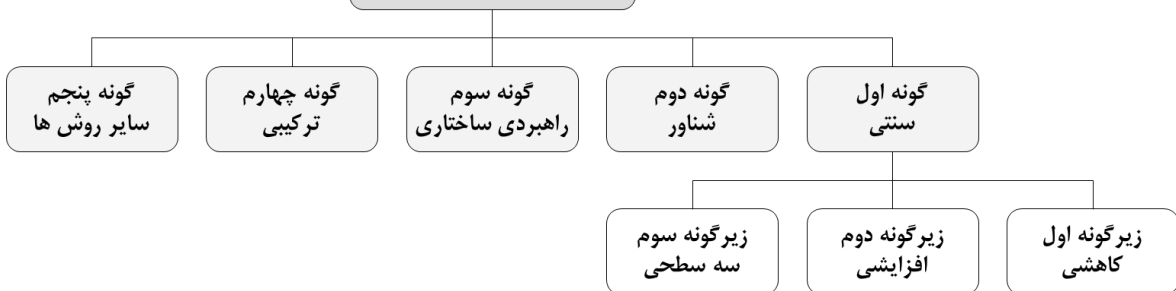 گونه اول
سنتی
گونه دوم
شناور
گونه سوم
راهبردی ساختاری
گونه چهارم
ترکیبی
گونه پنجم
سایر روش ها
زیرگونه اول
کاهشی
زیرگونه دوم
افزایشی
زیرگونه سوم
سه سطحی